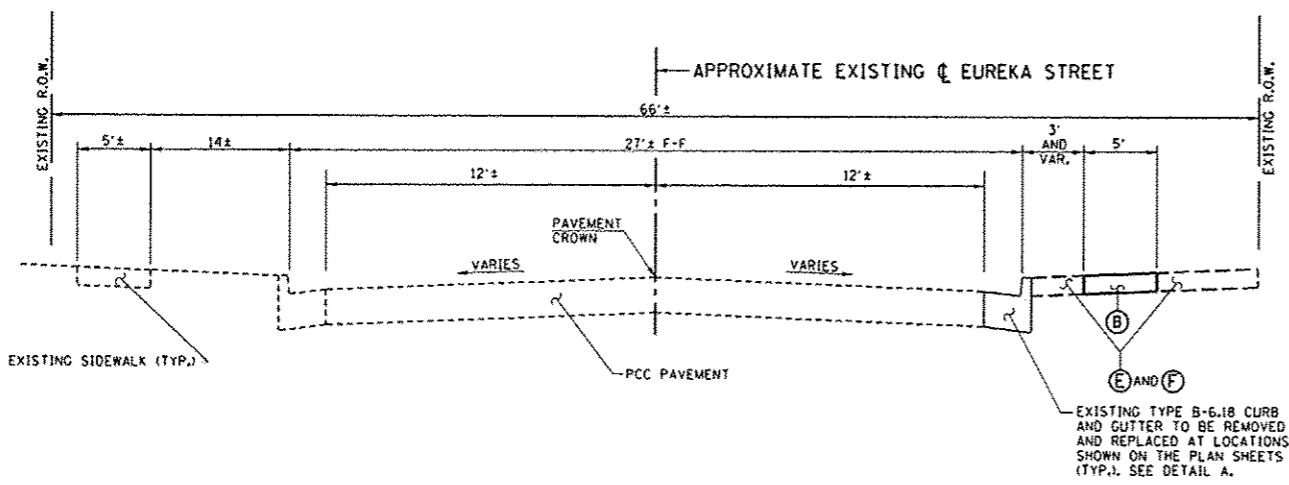 APPROXIMATE EXISTING ℄ EUREKA STREET
EXISTING R.O.W.
EXISTING R.O.W.
66'±
5'±
14±
27'± F-F
3'
AND
VAR.
5'
12'±
12'±
PAVEMENT
CROWN
VARIES
VARIES
B
EXISTING SIDEWALK (TYP.)
PCC PAVEMENT
E AND F
EXISTING TYPE B-6.18 CURB
AND GUTTER TO BE REMOVED
AND REPLACED AT LOCATIONS
SHOWN ON THE PLAN SHEETS
(TYP.). SEE DETAIL A.